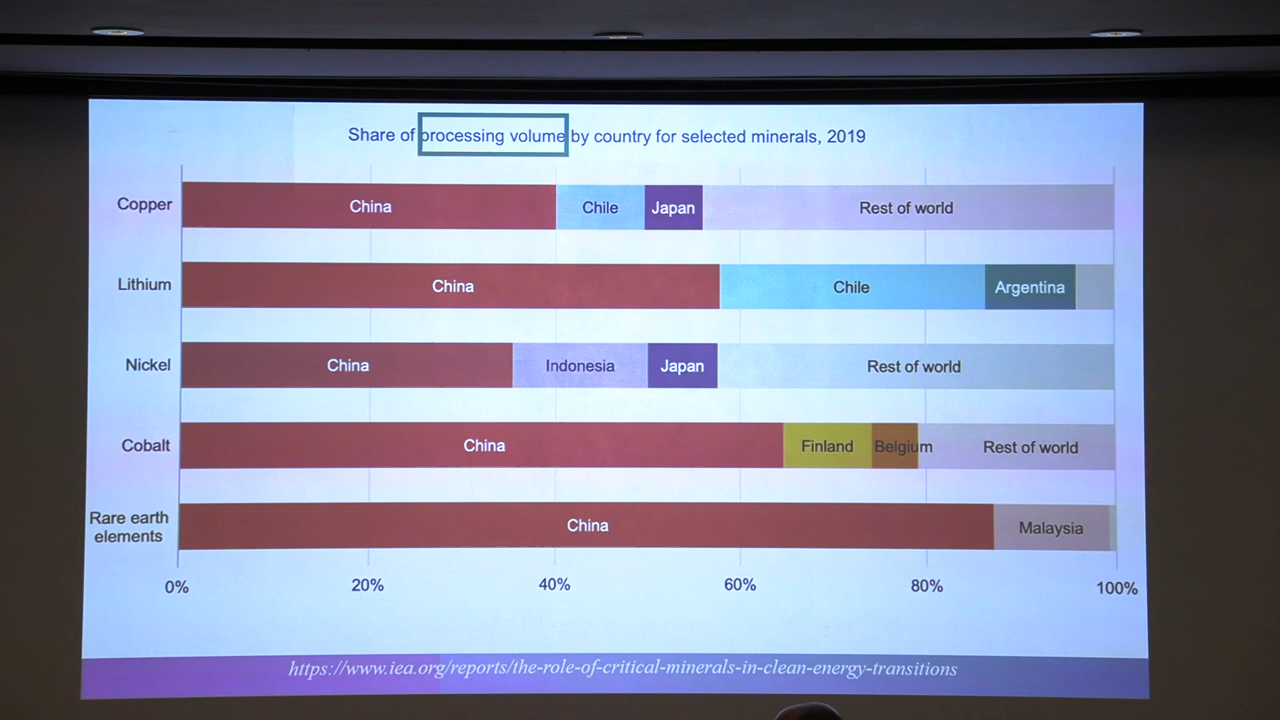 Share of processing volume by country for selected minerals, 2019
Copper China Chile Japan Rest of world
Lithium China Chile Argentina
Nickel China Indonesia Japan Rest of world
Cobalt China Finland Belgium Rest of world
Rare earth
elements China Malaysia
0% 20% 40% 60% 80% 100%
https://www.iea.org/reports/the-role-of-critical-minerals-in-clean-energy-transitions